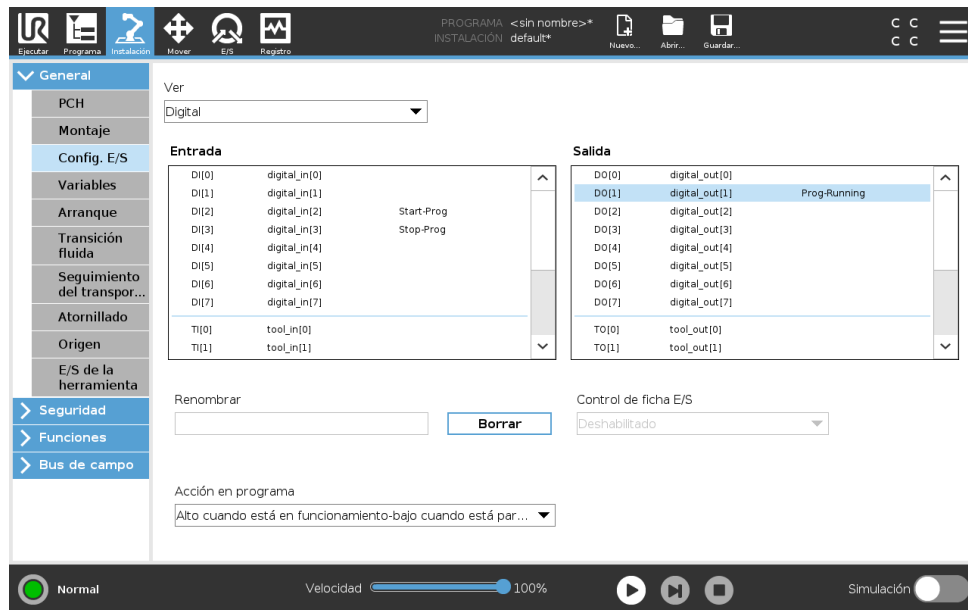 PROGRAMA <sin nombre>*
INSTALACIÓN default*
Ejecutar Programa Instalación Mover E/S Registro Nuevo... Abrir... Guardar...
C C
C C
General
PCH
Montaje
Config. E/S
Variables
Arranque
Transición
fluida
Seguimiento
del transpor...
Atornillado
Origen
E/S de la
herramienta
Seguridad
Funciones
Bus de campo
Ver
Digital
Entrada
DI[0] digital_in[0]
DI[1] digital_in[1]
DI[2] digital_in[2] Start-Prog
DI[3] digital_in[3] Stop-Prog
DI[4] digital_in[4]
DI[5] digital_in[5]
DI[6] digital_in[6]
DI[7] digital_in[7]
TI[0] tool_in[0]
TI[1] tool_in[1]
Salida
DO[0] digital_out[0]
DO[1] digital_out[1] Prog-Running
DO[2] digital_out[2]
DO[3] digital_out[3]
DO[4] digital_out[4]
DO[5] digital_out[5]
DO[6] digital_out[6]
DO[7] digital_out[7]
TO[0] tool_out[0]
TO[1] tool_out[1]
Renombrar
Borrar
Control de ficha E/S
Deshabilitado
Acción en programa
Alto cuando está en funcionamiento-bajo cuando está par...
Normal
Velocidad 100%
Simulación